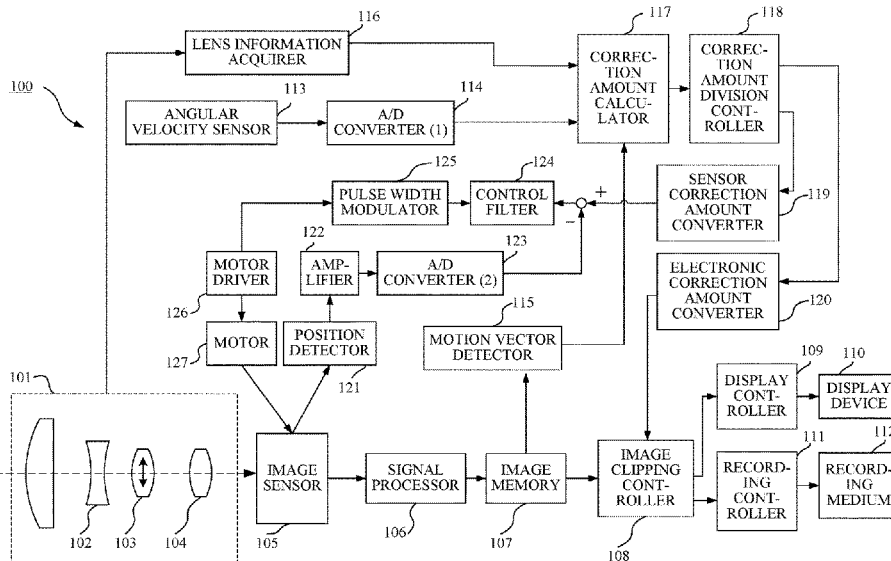 116
LENS INFORMATION
ACQUIRER
117
CORRECTION
AMOUNT
CALCU-
LATOR
118
CORREC-
TION
AMOUNT
DIVISION
CONT-
ROLLER
100
113
ANGULAR
VELOCITY SENSOR
114
A/D
CONVERTER (1)
125
PULSE WIDTH
MODULATOR
124
CONTROL
FILTER
+
−
SENSOR
CORRECTION
AMOUNT
CONVERTER
119
122
AMP-
LIFIER
123
A/D
CONVERTER (2)
MOTOR
DRIVER
126
ELECTRONIC
CORRECTION
AMOUNT
CONVERTER
120
115
MOTION VECTOR
DETECTOR
MOTOR
127
POSITION
DETECTOR
121
109
DISPLAY
CONT-
ROLLER
110
DISPLAY
DEVICE
101
102
103
104
IMAGE
SENSOR
105
SIGNAL
PROCESSOR
106
IMAGE
MEMORY
107
IMAGE
CLIPPING
CONT-
ROLLER
108
111
RECORD-
ING CONT-
ROLLER
112
RECORD-
ING
MEDIUM